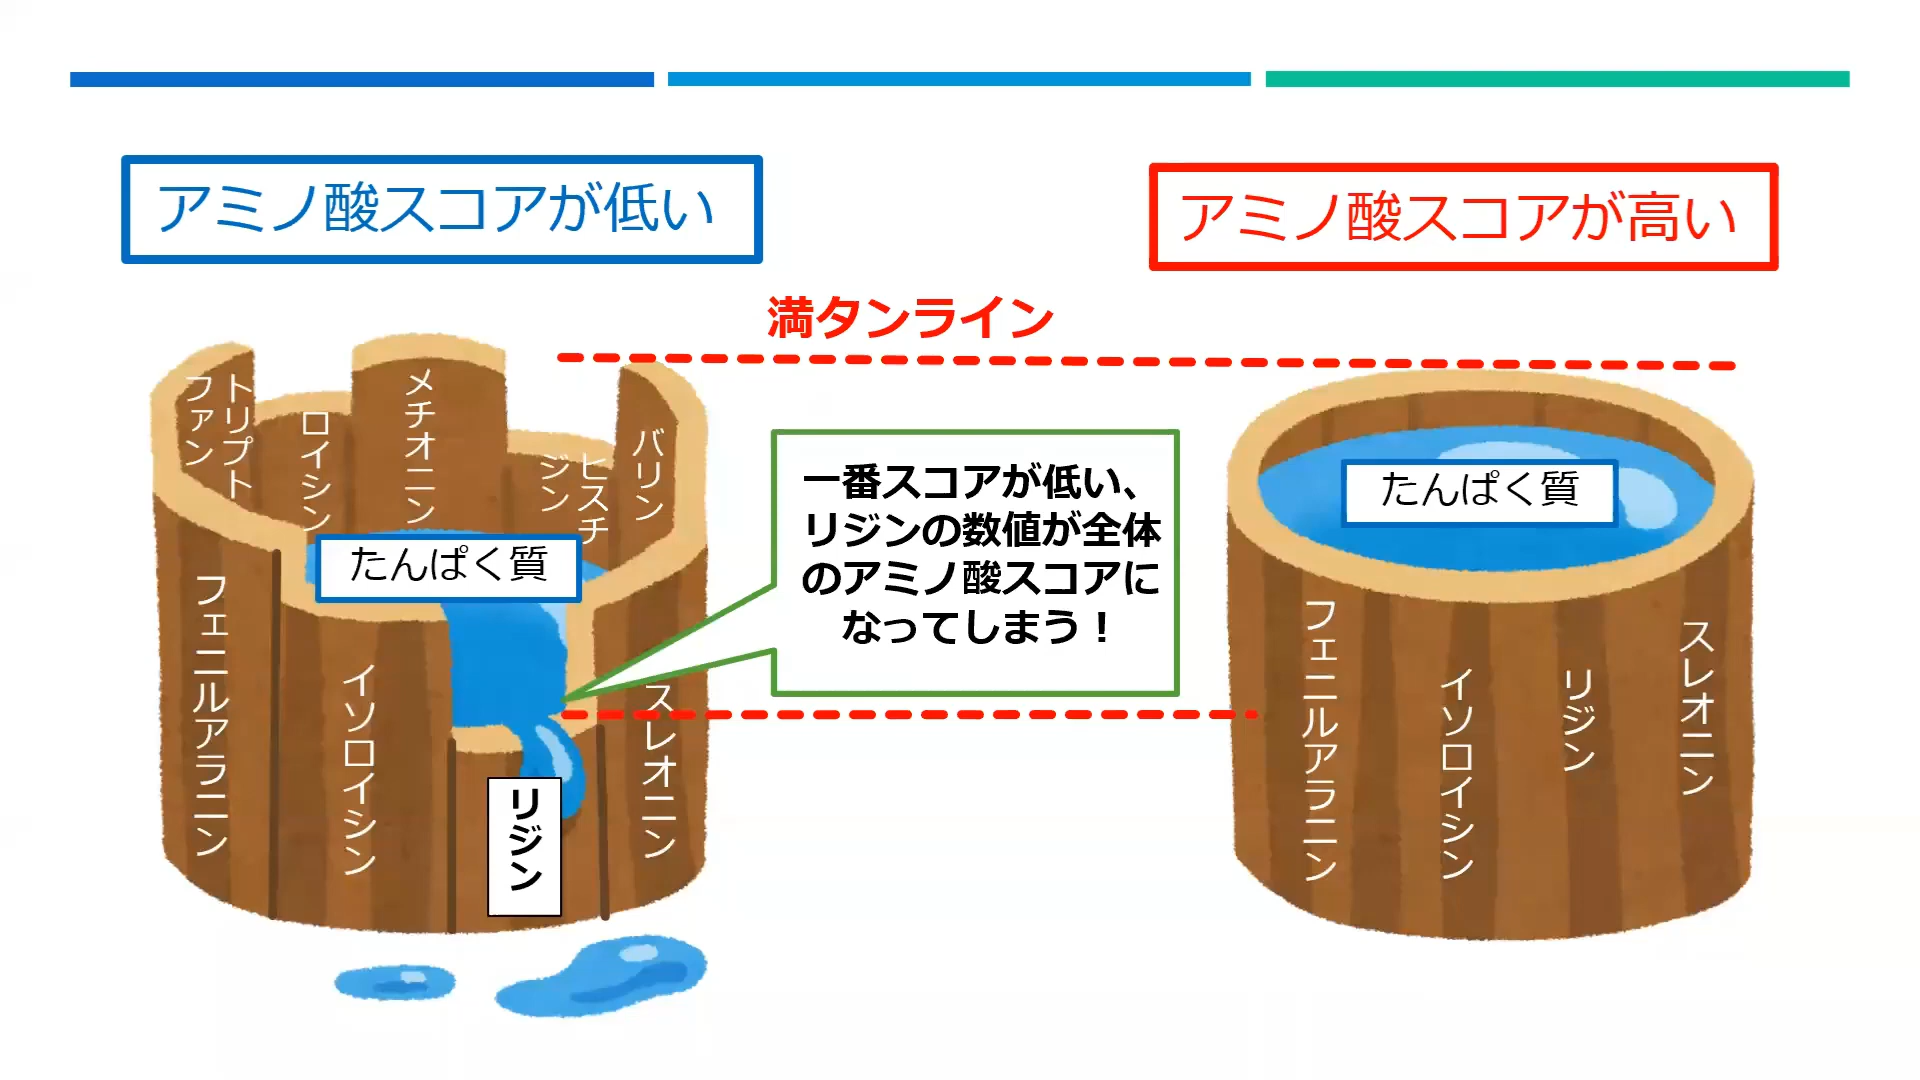 アミノ酸スコアが低い
アミノ酸スコアが高い
満タンライン
トリプト
ファン
ロイシン
メチオニン
ヒスチ
ジン
バリン
たんぱく質
フェニルアラニン
イソロイシン
リジン
スレオニン
一番スコアが低い、
リジンの数値が全体
のアミノ酸スコアに
なってしまう！
たんぱく質
フェニルアラニン
イソロイシン
リジン
スレオニン